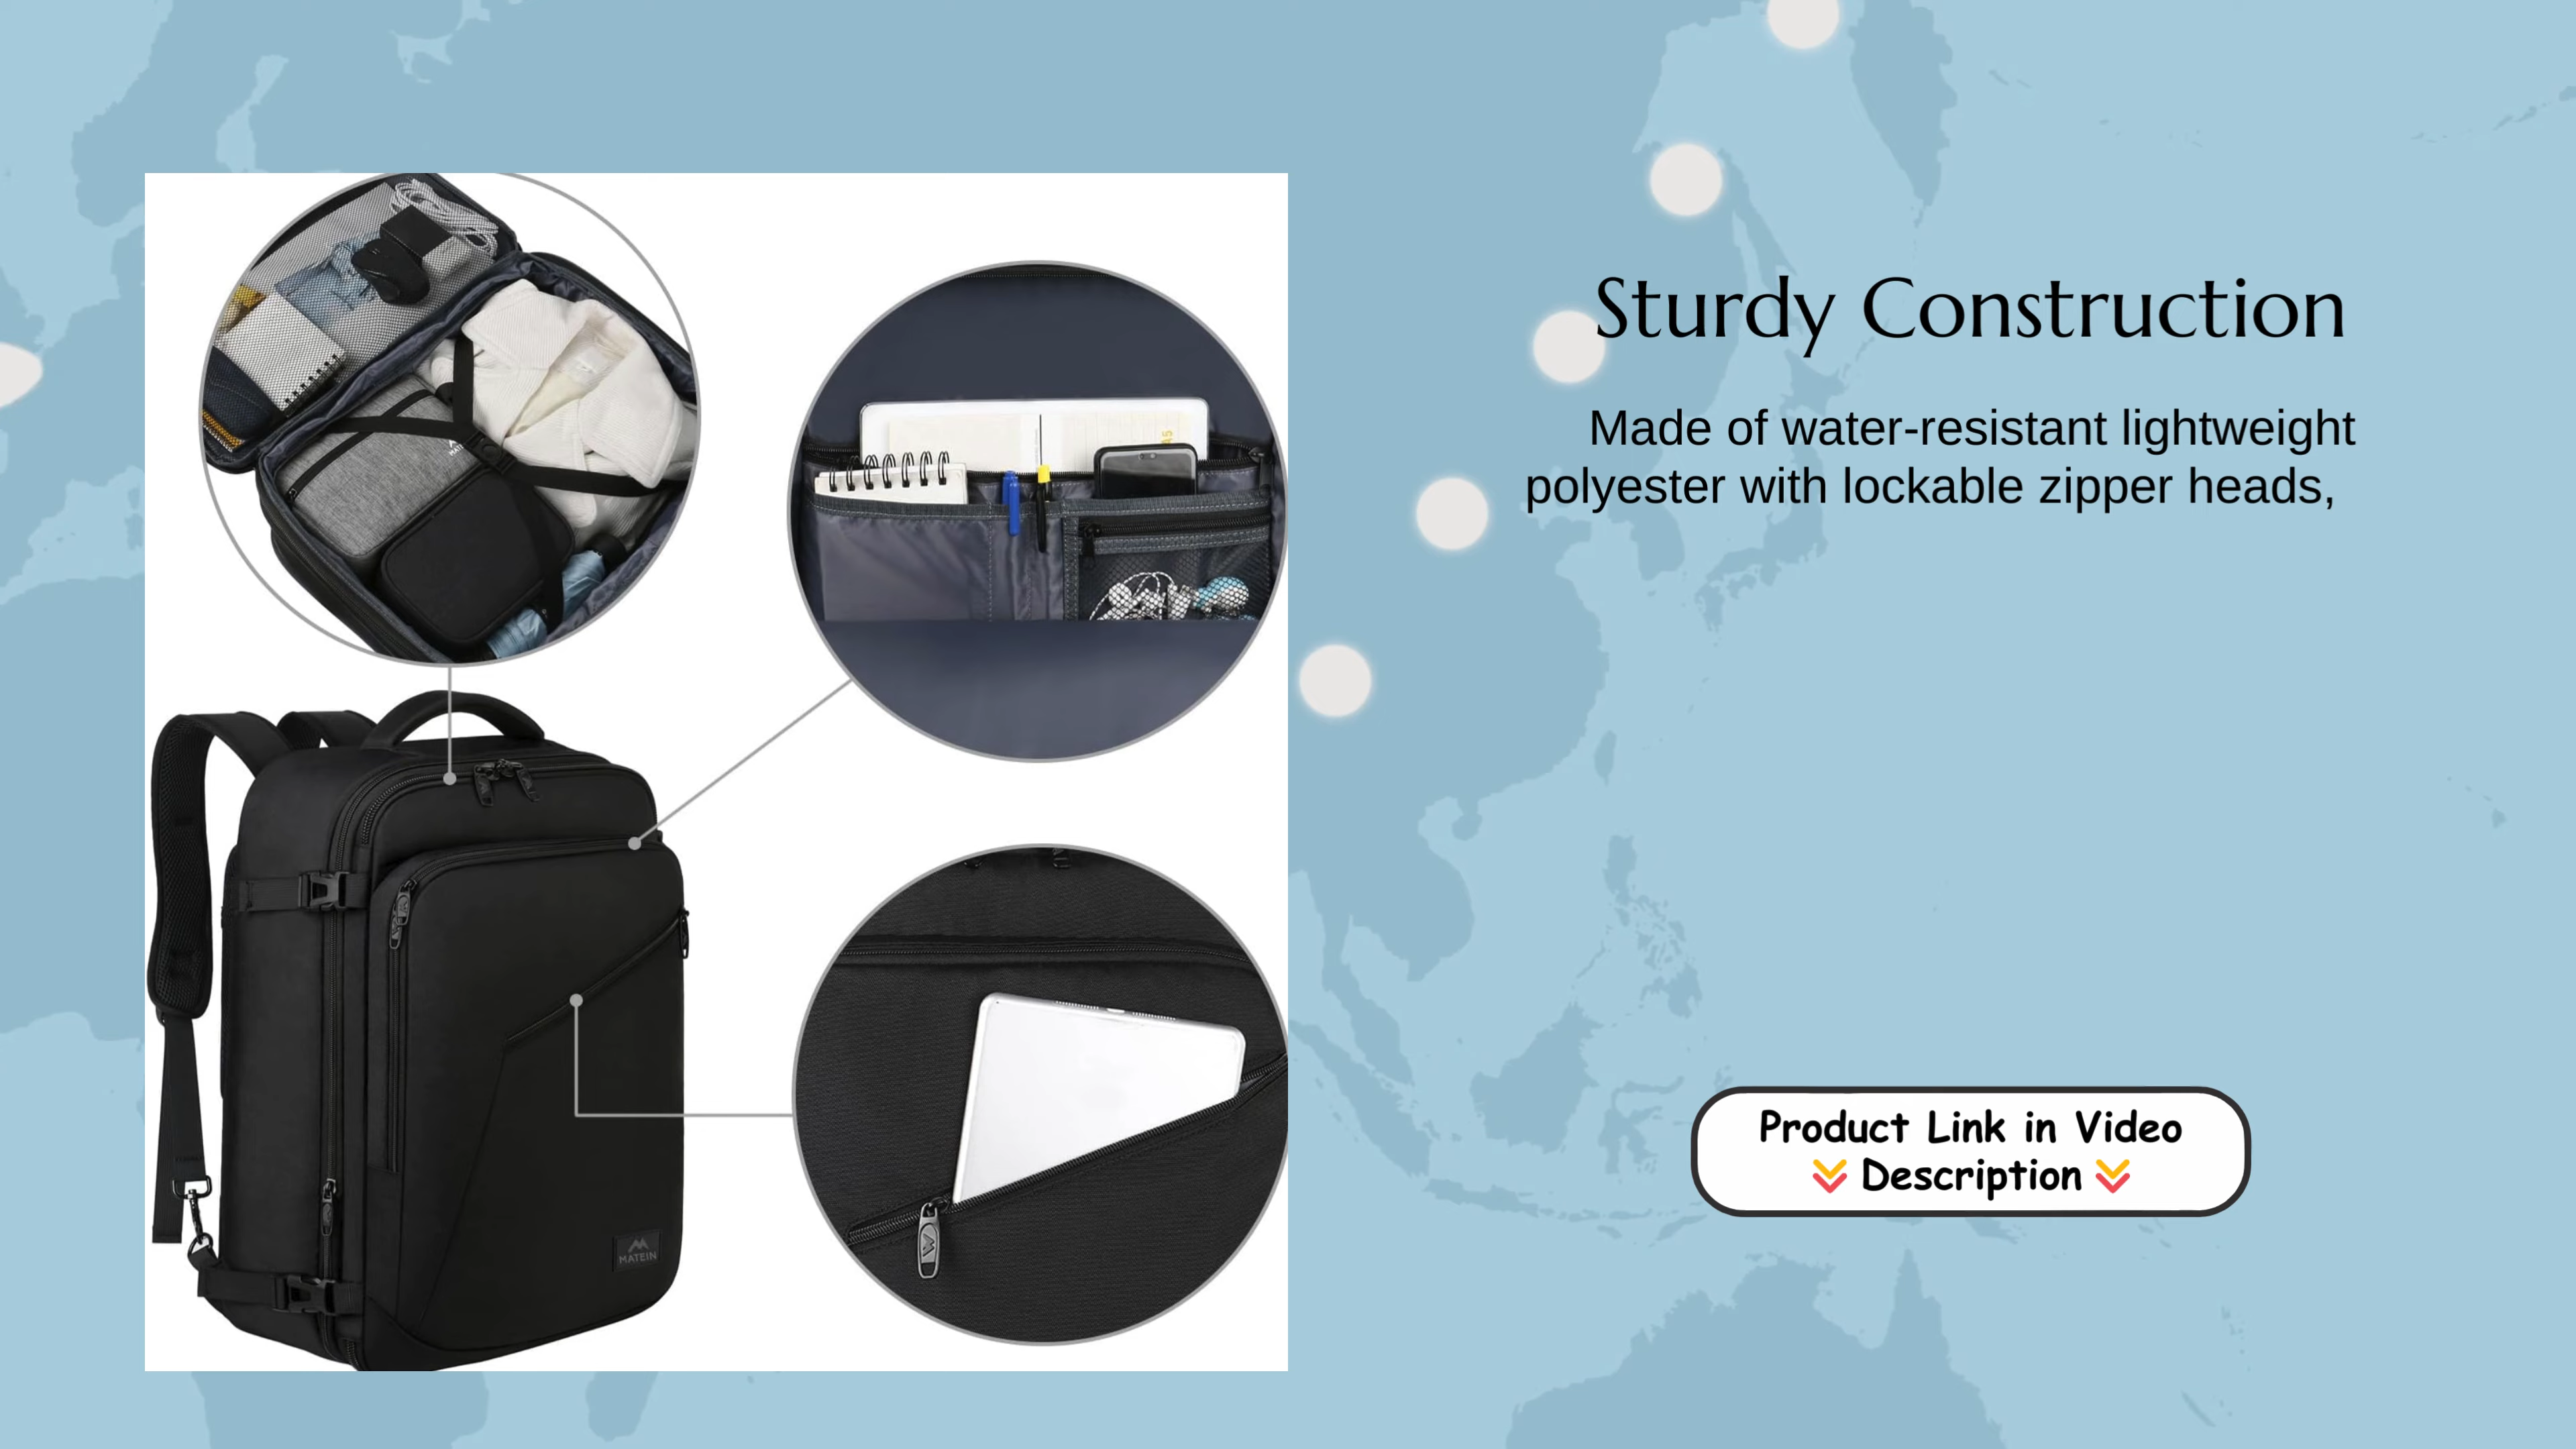 Sturdy Construction
Made of water-resistant lightweight
polyester with lockable zipper heads,
Product Link in Video
Description
MATEIN